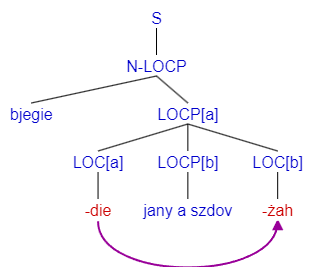 S
N-LOCP
bjegie LOCP[a]
LOC[a] LOCP[b] LOC[b]
-die jany a szdov -żah